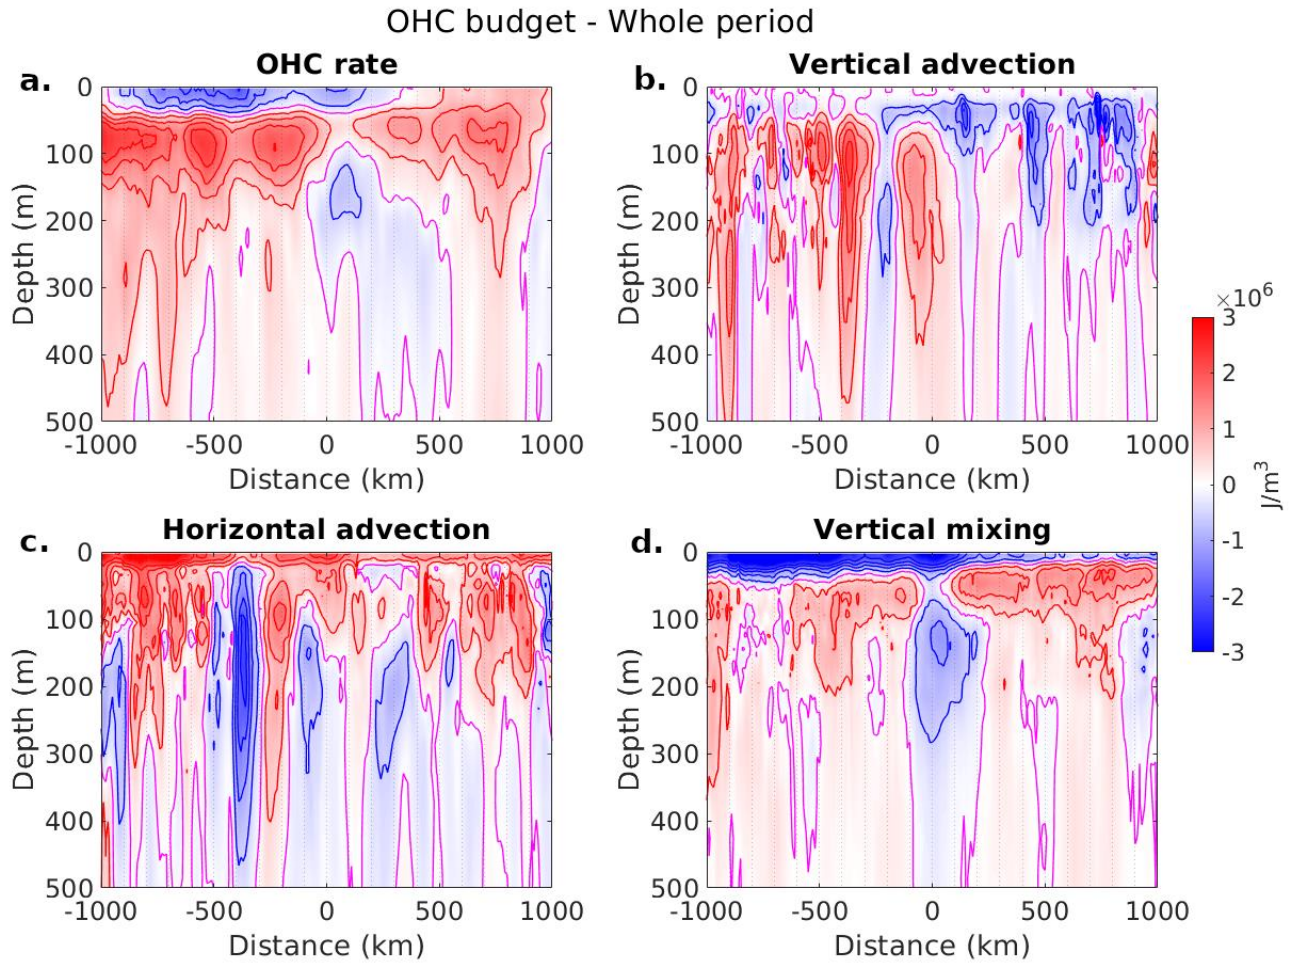 OHC budget - Whole period
a. OHC rate
b. Vertical advection
0
100
200
300
400
500
Depth (m)
-1000 -500 0 500 1000
Distance (km)
0
100
200
300
400
500
Depth (m)
-1000 -500 0 500 1000
Distance (km)
×10⁶
3
2
1
0
-1
-2
-3
J/m³
c. Horizontal advection
d. Vertical mixing
0
100
200
300
400
500
Depth (m)
-1000 -500 0 500 1000
Distance (km)
0
100
200
300
400
500
Depth (m)
-1000 -500 0 500 1000
Distance (km)